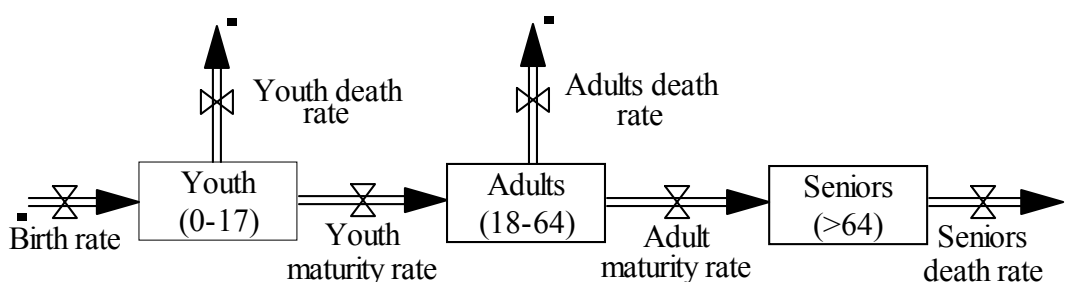 Youth death
rate
Adults death
rate
Youth
(0-17)
Adults
(18-64)
Seniors
(>64)
Birth rate
Youth
maturity rate
Adult
maturity rate
Seniors
death rate